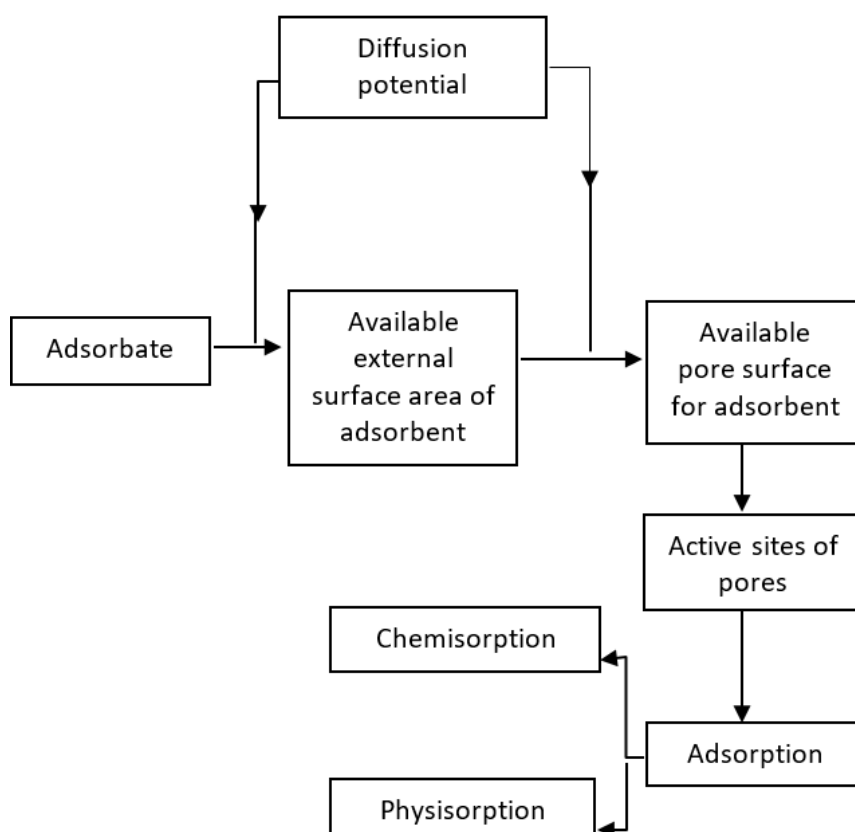 Diffusion
potential
Adsorbate
Available
external
surface area of
adsorbent
Available
pore surface
for adsorbent
Active sites of
pores
Chemisorption
Adsorption
Physisorption